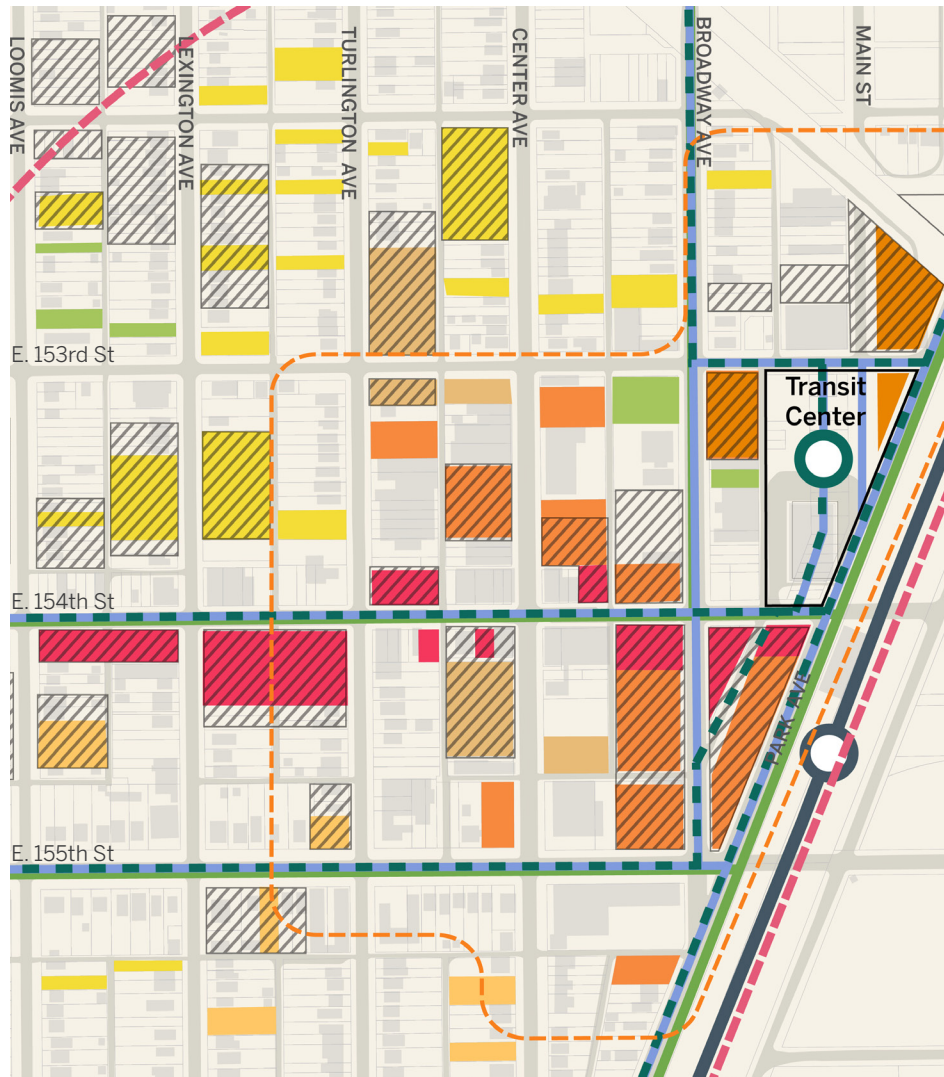 LOOMIS AVE
LEXINGTON AVE
TURLINGTON AVE
CENTER AVE
BROADWAY AVE
MAIN ST
E. 153rd St
Transit
Center
E. 154th St
PARK AVE
E. 155th St